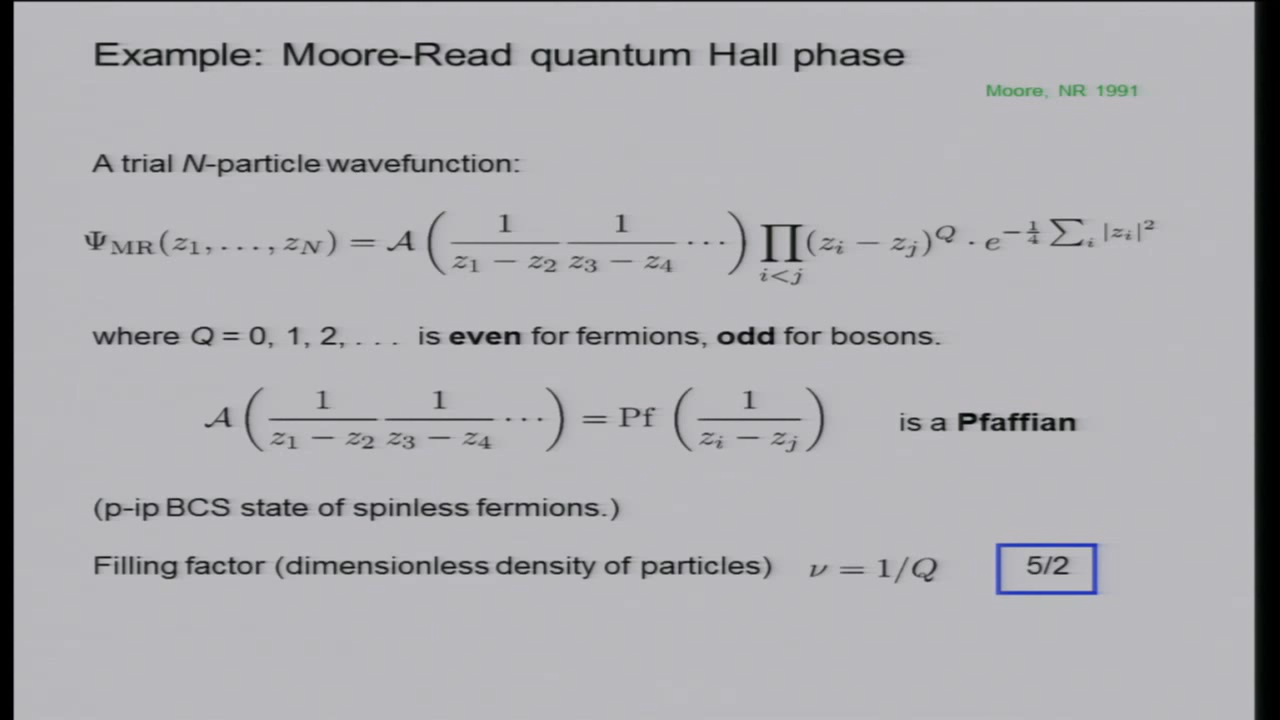 Example: Moore-Read quantum Hall phase
Moore, NR 1991
A trial N-particle wavefunction:
Ψ_MR(z_1, . . . , z_N) = 𝒜 ( 1/(z_1 − z_2) 1/(z_3 − z_4) ··· ) ∏_{i<j} (z_i − z_j)^Q · e^{−¼ ∑_i |z_i|^2}
where Q = 0, 1, 2, . . . is even for fermions, odd for bosons.
𝒜 ( 1/(z_1 − z_2) 1/(z_3 − z_4) ··· ) = Pf ( 1/(z_i − z_j) ) is a Pfaffian
(p-ip BCS state of spinless fermions.)
Filling factor (dimensionless density of particles) ν = 1/Q 5/2